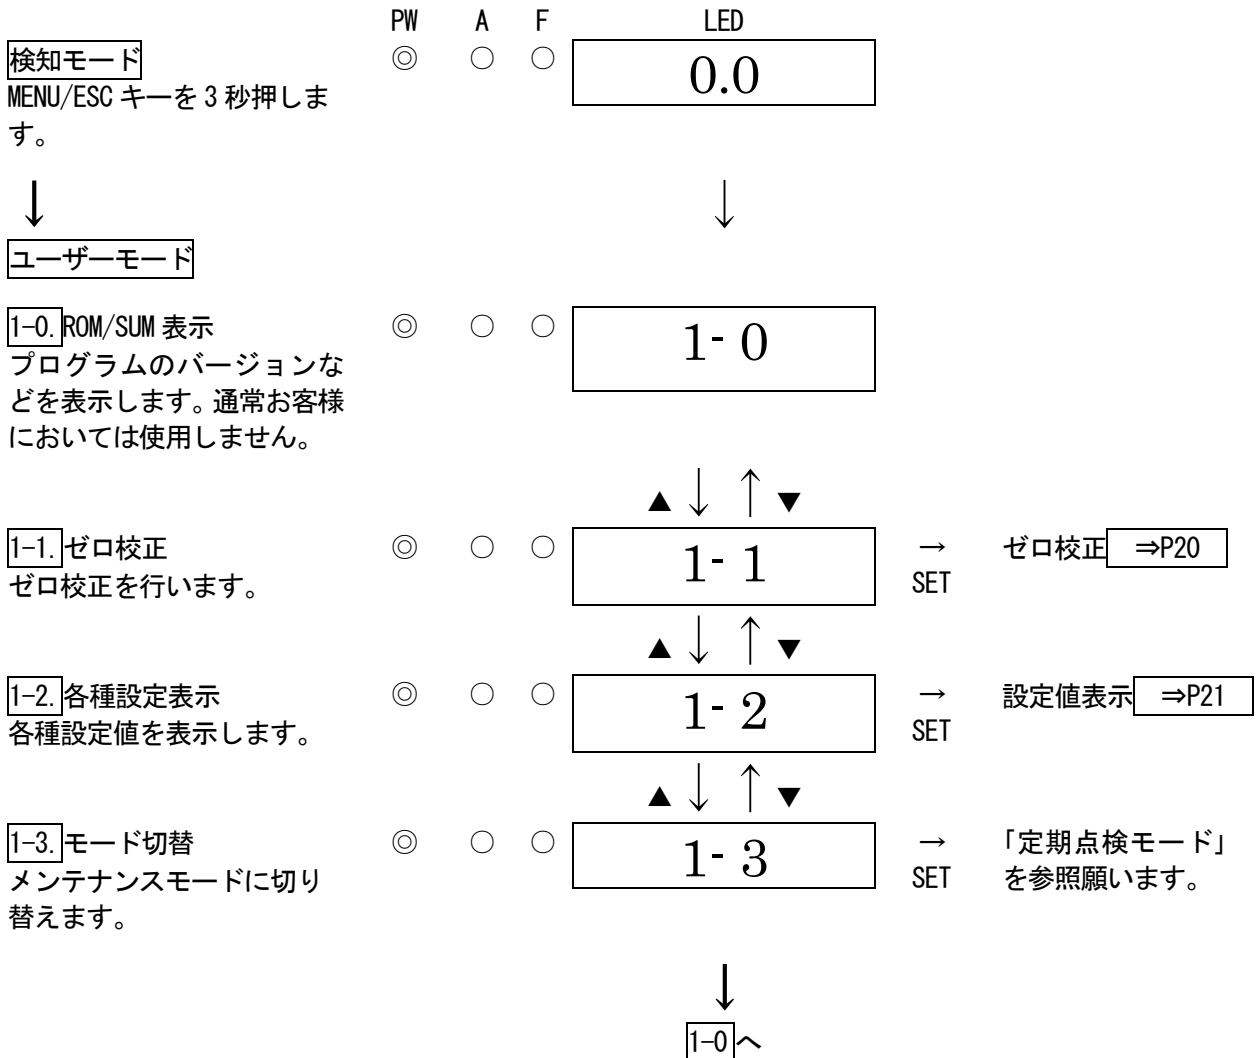 PW A F LED
検知モード ◎ ○ ○ 0.0
MENU/ESC キーを3秒押しま
す。
↓ ↓
ユーザーモード
1-0. ROM/SUM 表示 ◎ ○ ○ 1- 0
プログラムのバージョンな
どを表示します。通常お客様
においては使用しません。
▲ ↓ ↑ ▼
1-1. ゼロ校正 ◎ ○ ○ 1- 1 → ゼロ校正 ⇒P20
ゼロ校正を行います。 SET
▲ ↓ ↑ ▼
1-2. 各種設定表示 ◎ ○ ○ 1- 2 → 設定値表示 ⇒P21
各種設定値を表示します。 SET
▲ ↓ ↑ ▼
1-3. モード切替 ◎ ○ ○ 1- 3 → 「定期点検モード」
メンテナンスモードに切り SET を参照願います。
替えます。
↓
1-0 へ